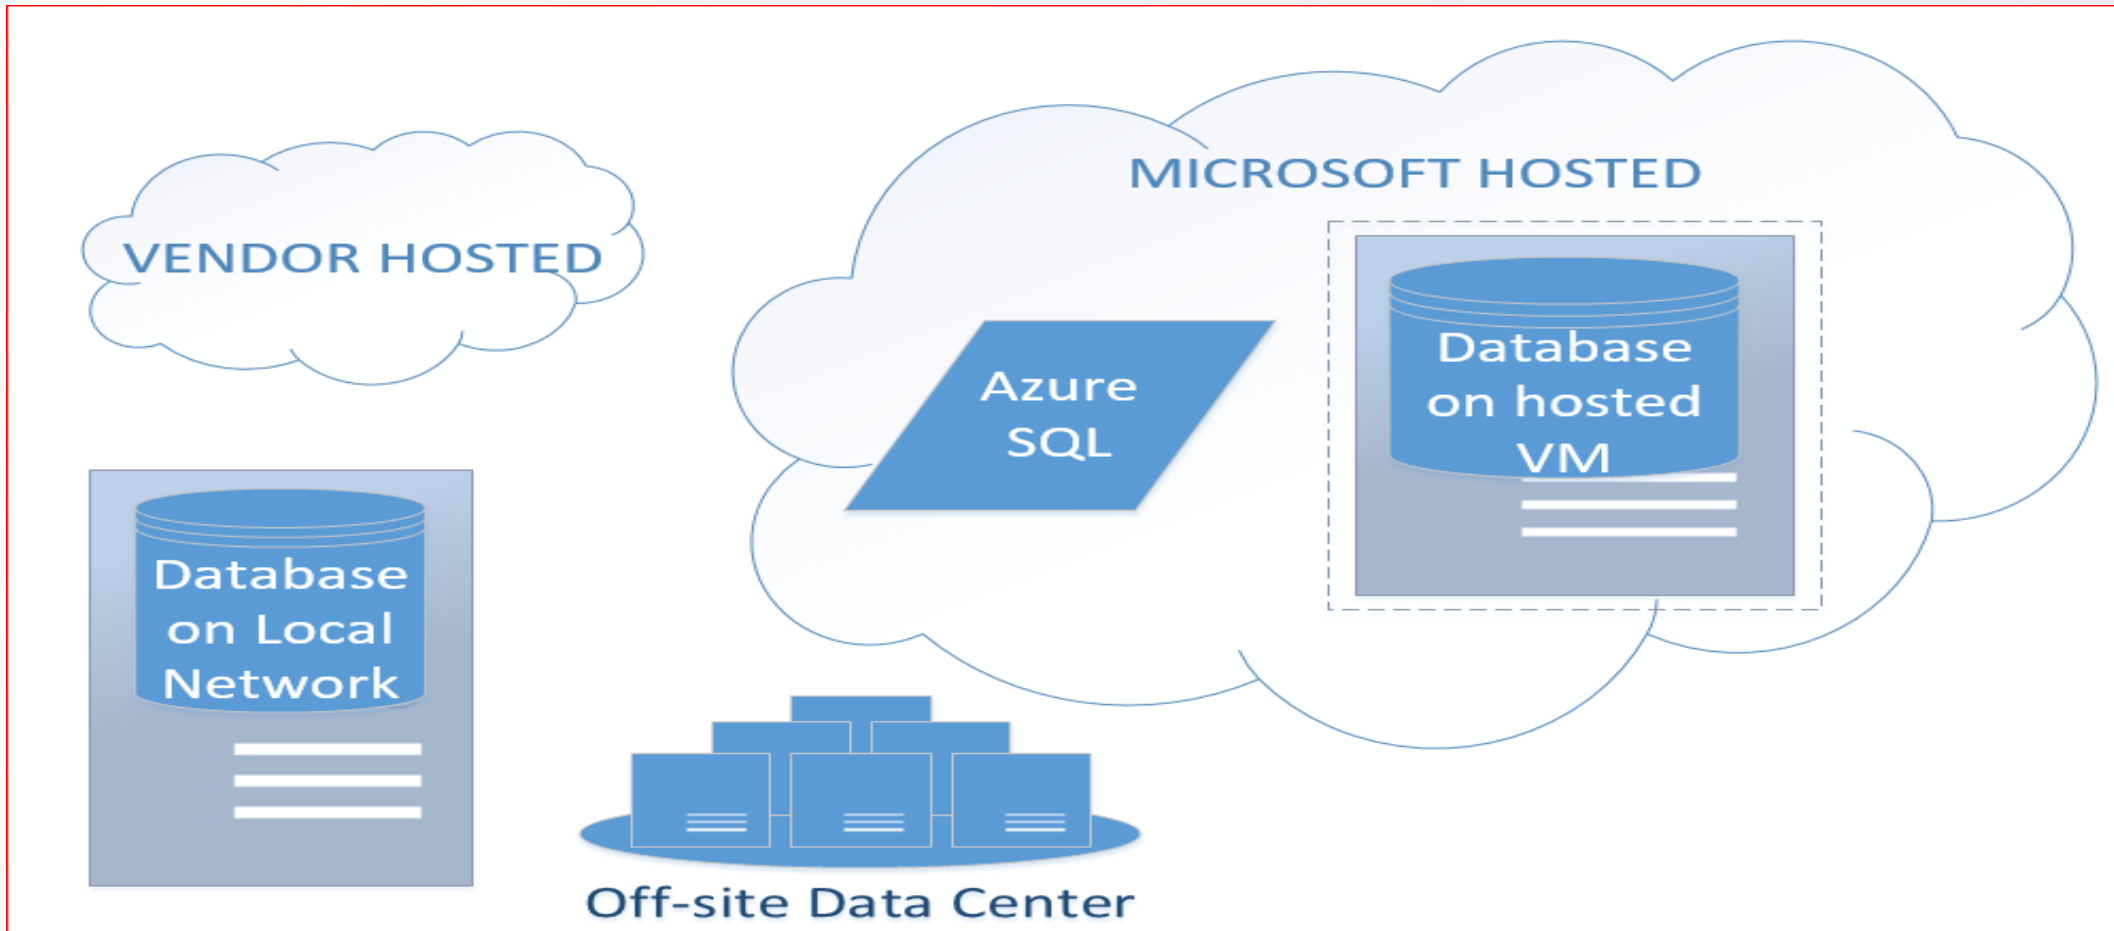 MICROSOFT HOSTED
VENDOR HOSTED
Azure
SQL
Database
on hosted
VM
Database
on Local
Network
Off-site Data Center